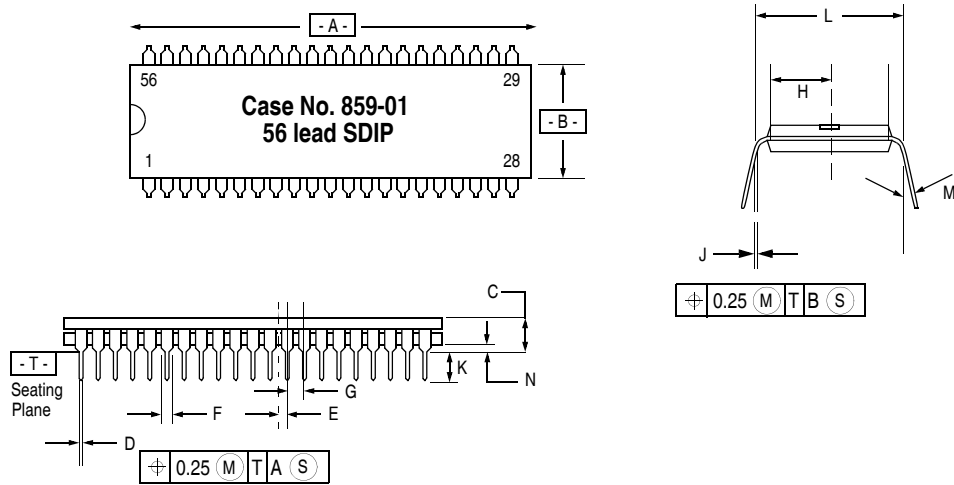 - A -
L
56
29
H
Case No. 859-01
56 lead SDIP
- B -
1
28
M
J
C
⌖ 0.25 Ⓜ T B Ⓢ
- T -
K
N
Seating
Plane
G
F
E
D
⌖ 0.25 Ⓜ T A Ⓢ